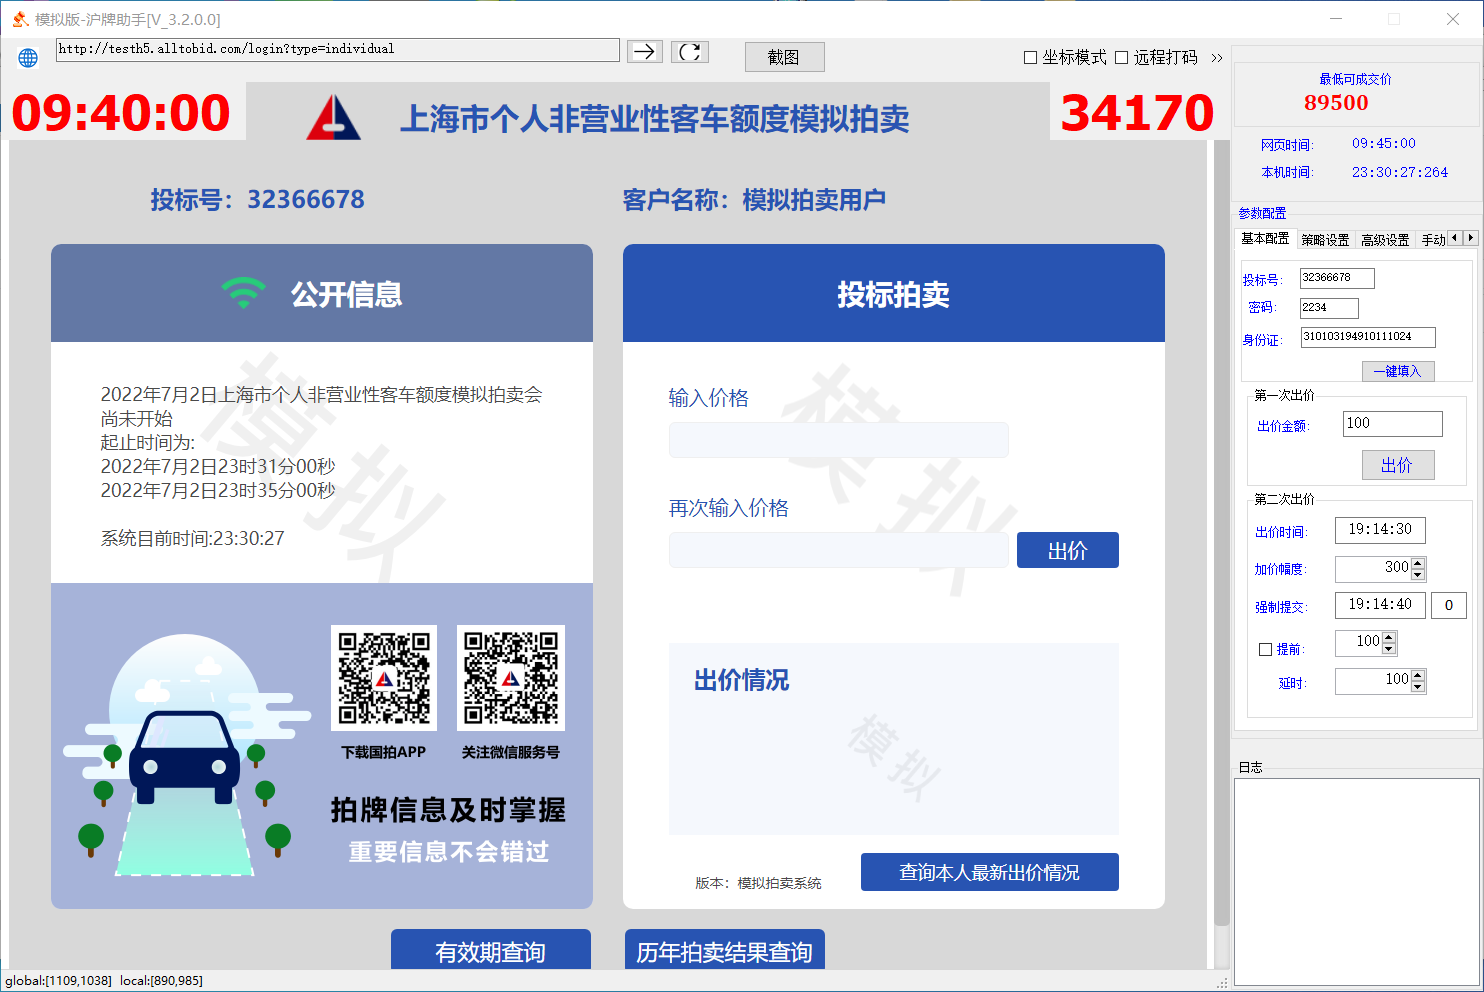 模拟版-沪牌助手[V_3.2.0.0]
http://testh5.alltobid.com/login?type=individual
截图
坐标模式
远程打码
>>
09:40:00
上海市个人非营业性客车额度模拟拍卖
34170
投标号：32366678
客户名称：模拟拍卖用户
公开信息
2022年7月2日上海市个人非营业性客车额度模拟拍卖会
尚未开始
起止时间为:
2022年7月2日23时31分00秒
2022年7月2日23时35分00秒
系统目前时间:23:30:27
模拟
下载国拍APP
关注微信服务号
拍牌信息及时掌握
重要信息不会错过
投标拍卖
输入价格
再次输入价格
出价
模拟
出价情况
模拟
版本：模拟拍卖系统
查询本人最新出价情况
有效期查询
历年拍卖结果查询
global:[1109,1038] local:[890,985]
最低可成交价
89500
网页时间: 09:45:00
本机时间: 23:30:27:264
参数配置
基本配置 策略设置 高级设置 手动
投标号: 32366678
密码: 2234
身份证: 310103194910111024
一键填入
第一次出价
出价金额: 100
出价
第二次出价
出价时间: 19:14:30
加价幅度: 300
强制提交: 19:14:40 0
提前: 100
延时: 100
日志